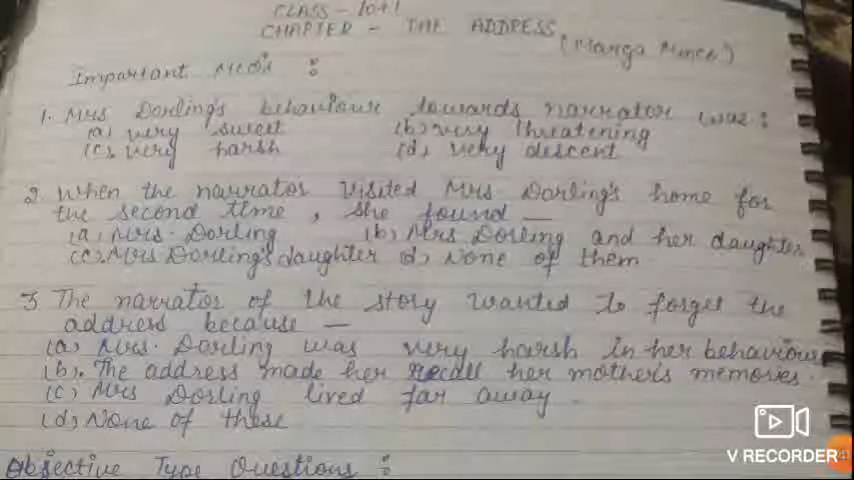 CLASS - 10+1
CHAPTER - THE ADDRESS
(Marga Minco)
Important MCQs :
1. Mrs Dorling's behaviour towards narrator was :
(a) very sweet (b) very threatening
(c) very harsh (d) very descent
2. When the narrator visited Mrs Dorling's home for
the second time, she found —
(a) Mrs. Dorling (b) Mrs Dorling and her daughter
(c) Mrs Dorling's daughter (d) None of them
3. The narrator of the story wanted to forget the
address because —
(a) Mrs. Dorling was very harsh in her behaviour
(b). The address made her recall her mother's memories.
(c) Mrs Dorling lived far away.
(d) None of these
Objective Type Questions :
V RECORDER